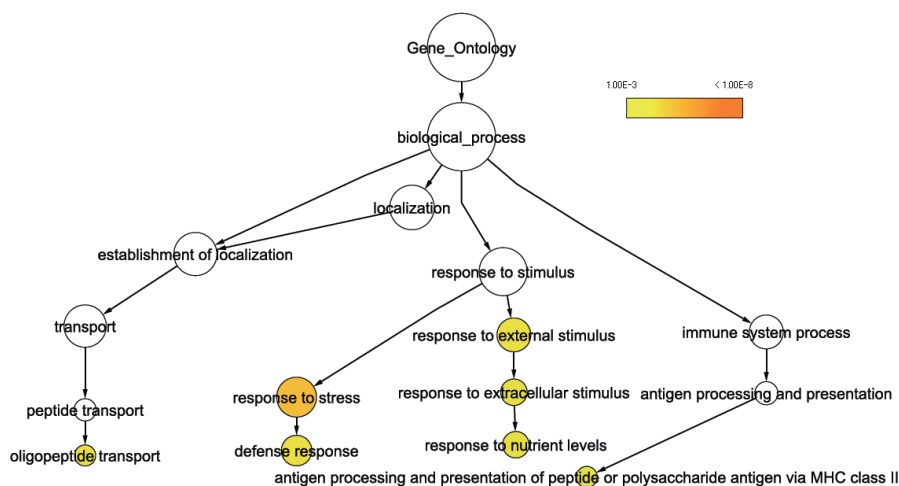 Gene_Ontology
1.00E-3 < 1.00E-8
biological_process
localization
establishment of localization
response to stimulus
transport
response to external stimulus
immune system process
response to stress
response to extracellular stimulus
antigen processing and presentation
peptide transport
defense response
response to nutrient levels
oligopeptide transport
antigen processing and presentation of peptide or polysaccharide antigen via MHC class II